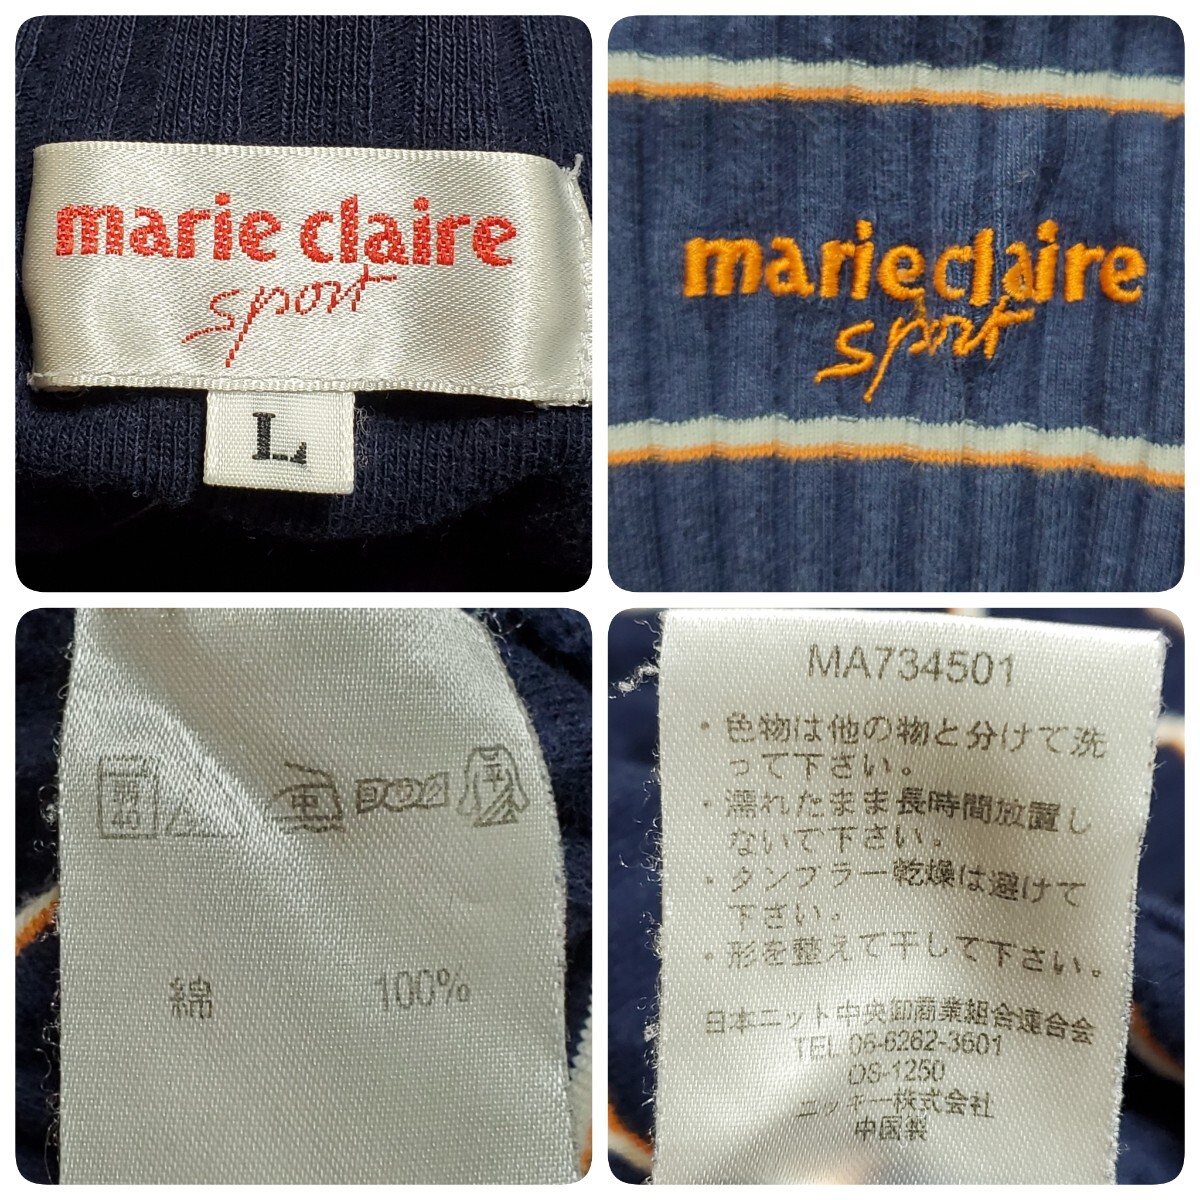 marie claire
sport
L
marie claire
sport
40
中
平
綿 100%
MA734501
・色物は他の物と分けて洗
って下さい。
・濡れたまま長時間放置し
ないで下さい。
・タンブラー乾燥は避けて
下さい。
・形を整えて干して下さい。
日本ニット中央卸商業組合連合会
TEL 06-6262-3601
OS-1250
ニッキー株式会社
中国製